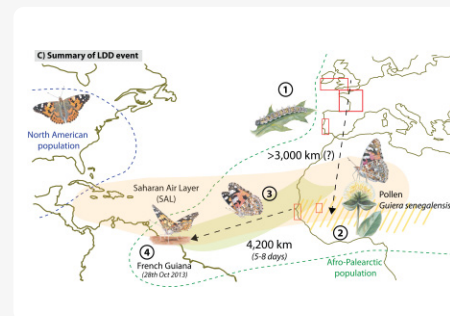 C) Summary of LDD event
1
North American
population
>3,000 km (?)
Saharan Air Layer
(SAL)
3
Pollen
Guiera senegalensis
2
4
4,200 km
(5-8 days)
French Guiana
(28th Oct 2013)
Afro-Palearctic
population